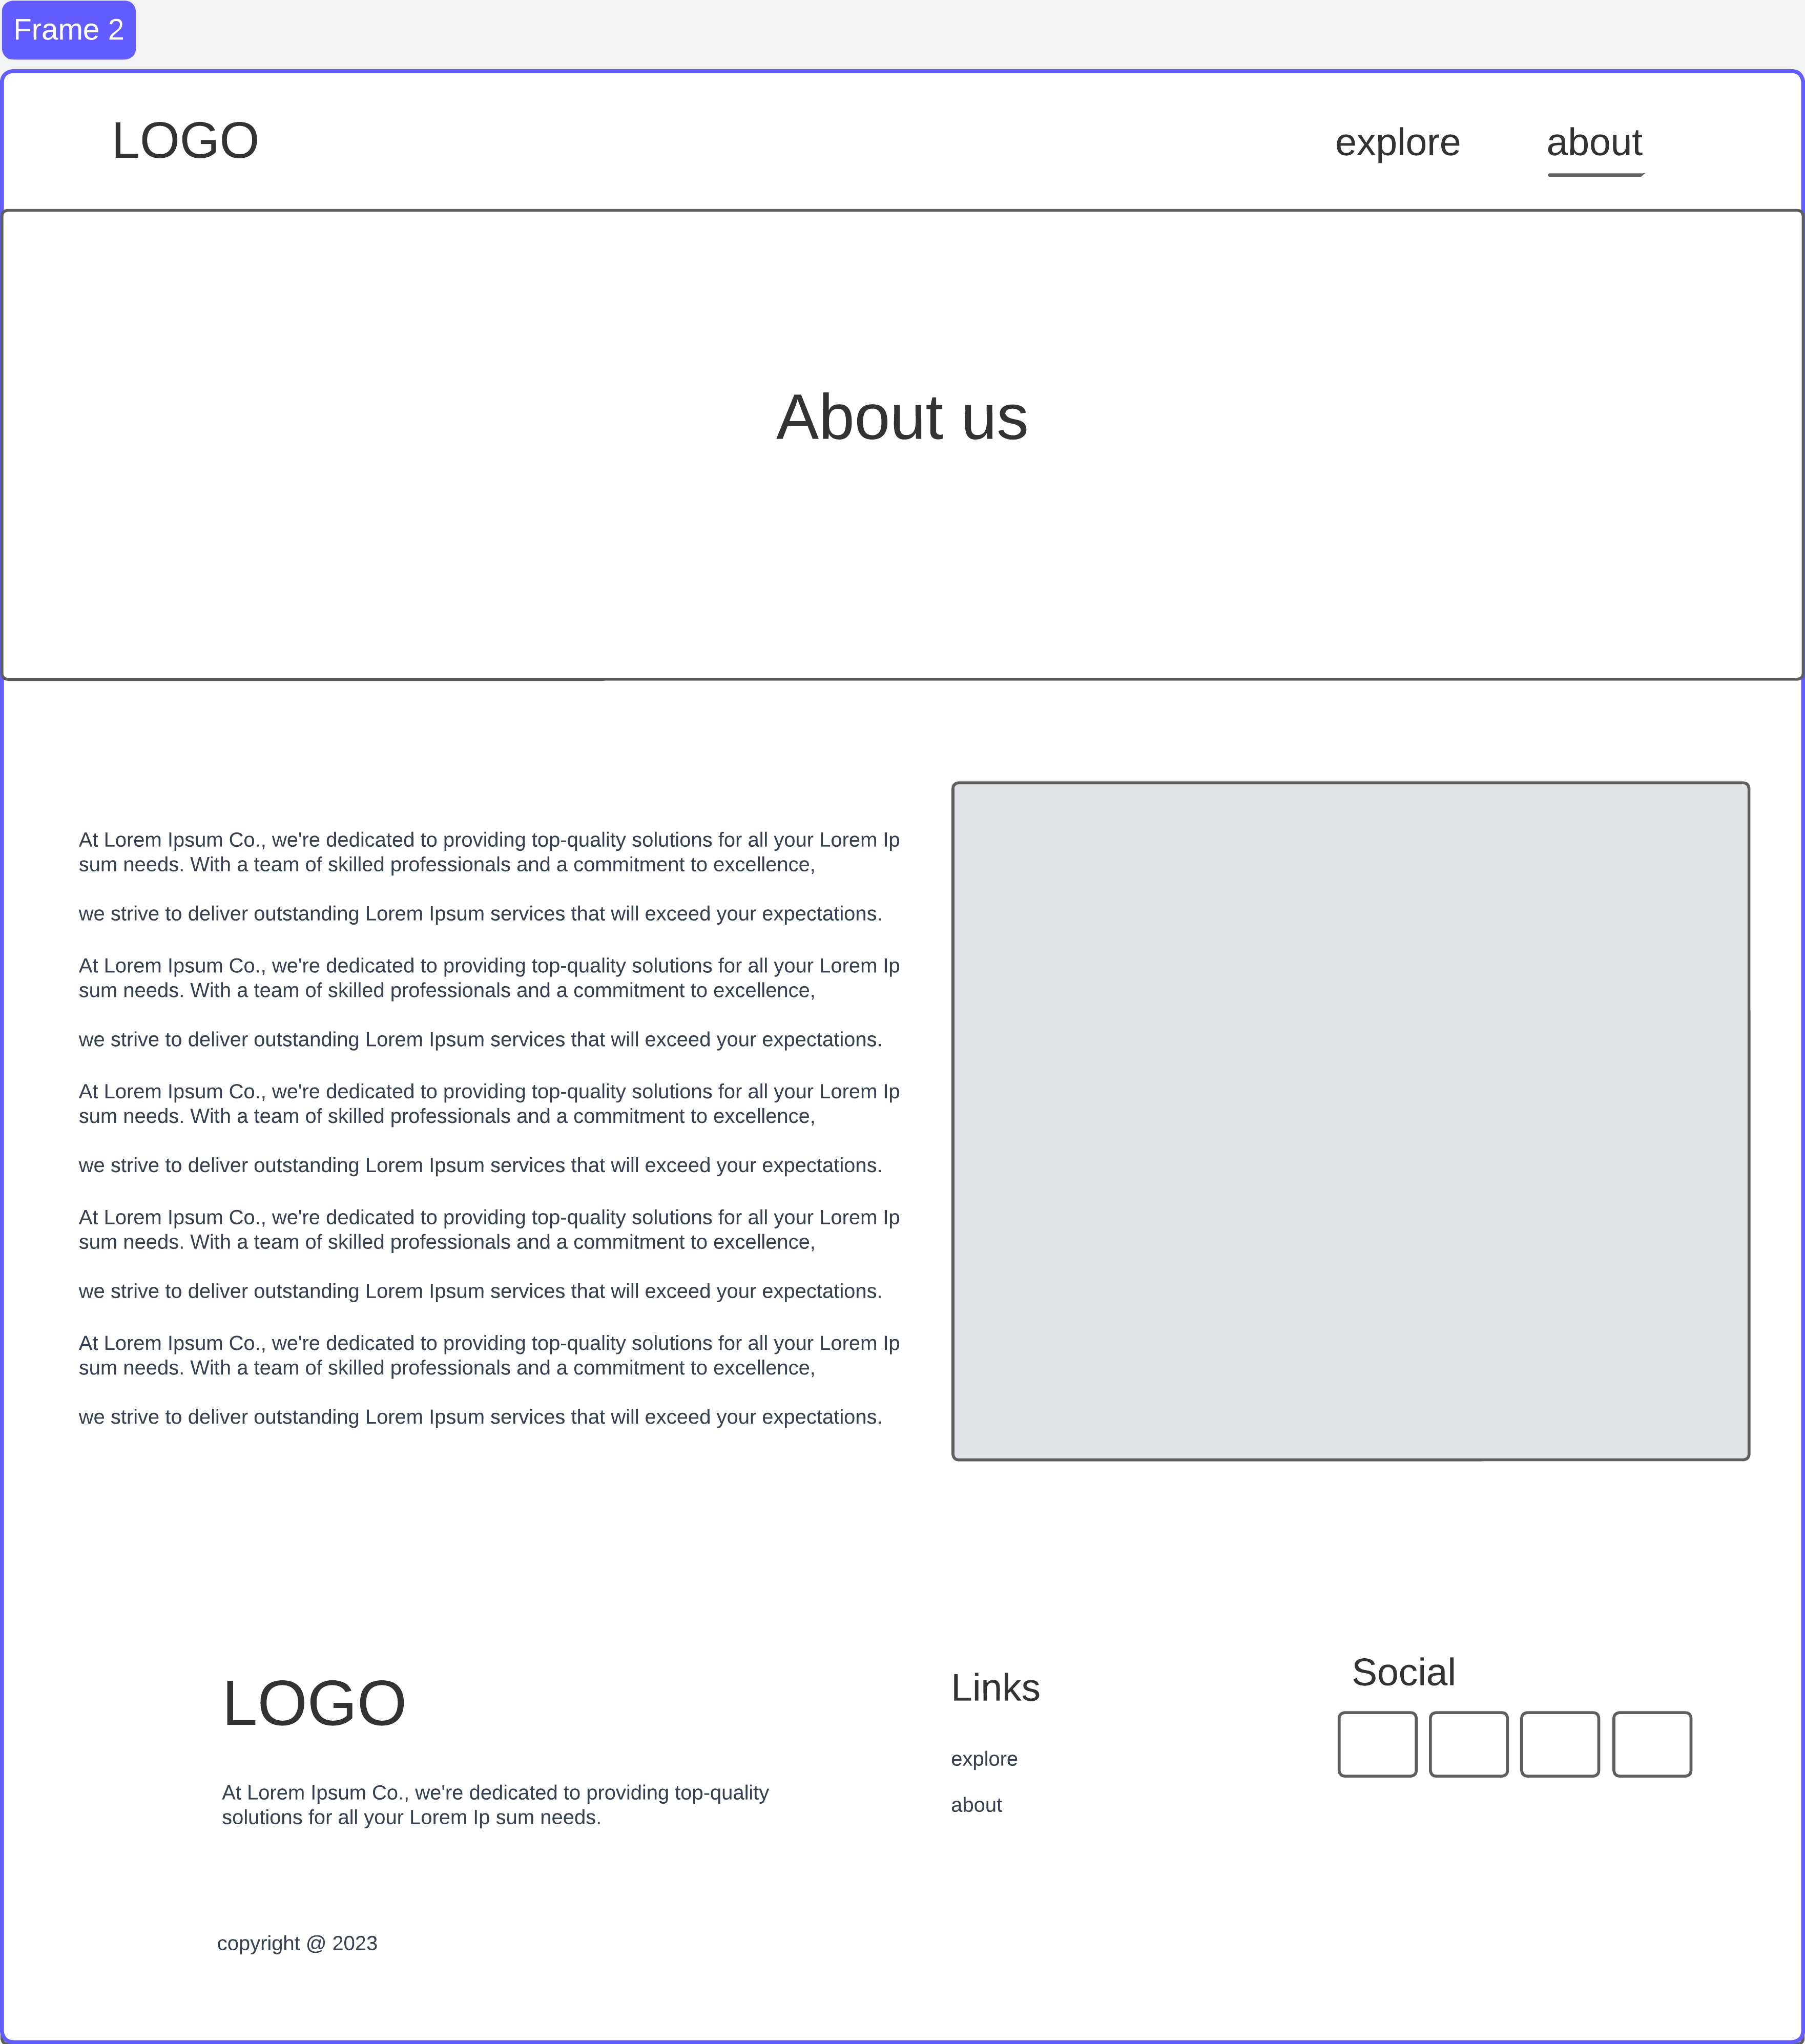 Frame 2
LOGO
explore
about
About us
At Lorem Ipsum Co., we're dedicated to providing top-quality solutions for all your Lorem Ip
sum needs. With a team of skilled professionals and a commitment to excellence,
we strive to deliver outstanding Lorem Ipsum services that will exceed your expectations.
At Lorem Ipsum Co., we're dedicated to providing top-quality solutions for all your Lorem Ip
sum needs. With a team of skilled professionals and a commitment to excellence,
we strive to deliver outstanding Lorem Ipsum services that will exceed your expectations.
At Lorem Ipsum Co., we're dedicated to providing top-quality solutions for all your Lorem Ip
sum needs. With a team of skilled professionals and a commitment to excellence,
we strive to deliver outstanding Lorem Ipsum services that will exceed your expectations.
At Lorem Ipsum Co., we're dedicated to providing top-quality solutions for all your Lorem Ip
sum needs. With a team of skilled professionals and a commitment to excellence,
we strive to deliver outstanding Lorem Ipsum services that will exceed your expectations.
At Lorem Ipsum Co., we're dedicated to providing top-quality solutions for all your Lorem Ip
sum needs. With a team of skilled professionals and a commitment to excellence,
we strive to deliver outstanding Lorem Ipsum services that will exceed your expectations.
LOGO
At Lorem Ipsum Co., we're dedicated to providing top-quality
solutions for all your Lorem Ip sum needs.
copyright @ 2023
Links
explore
about
Social